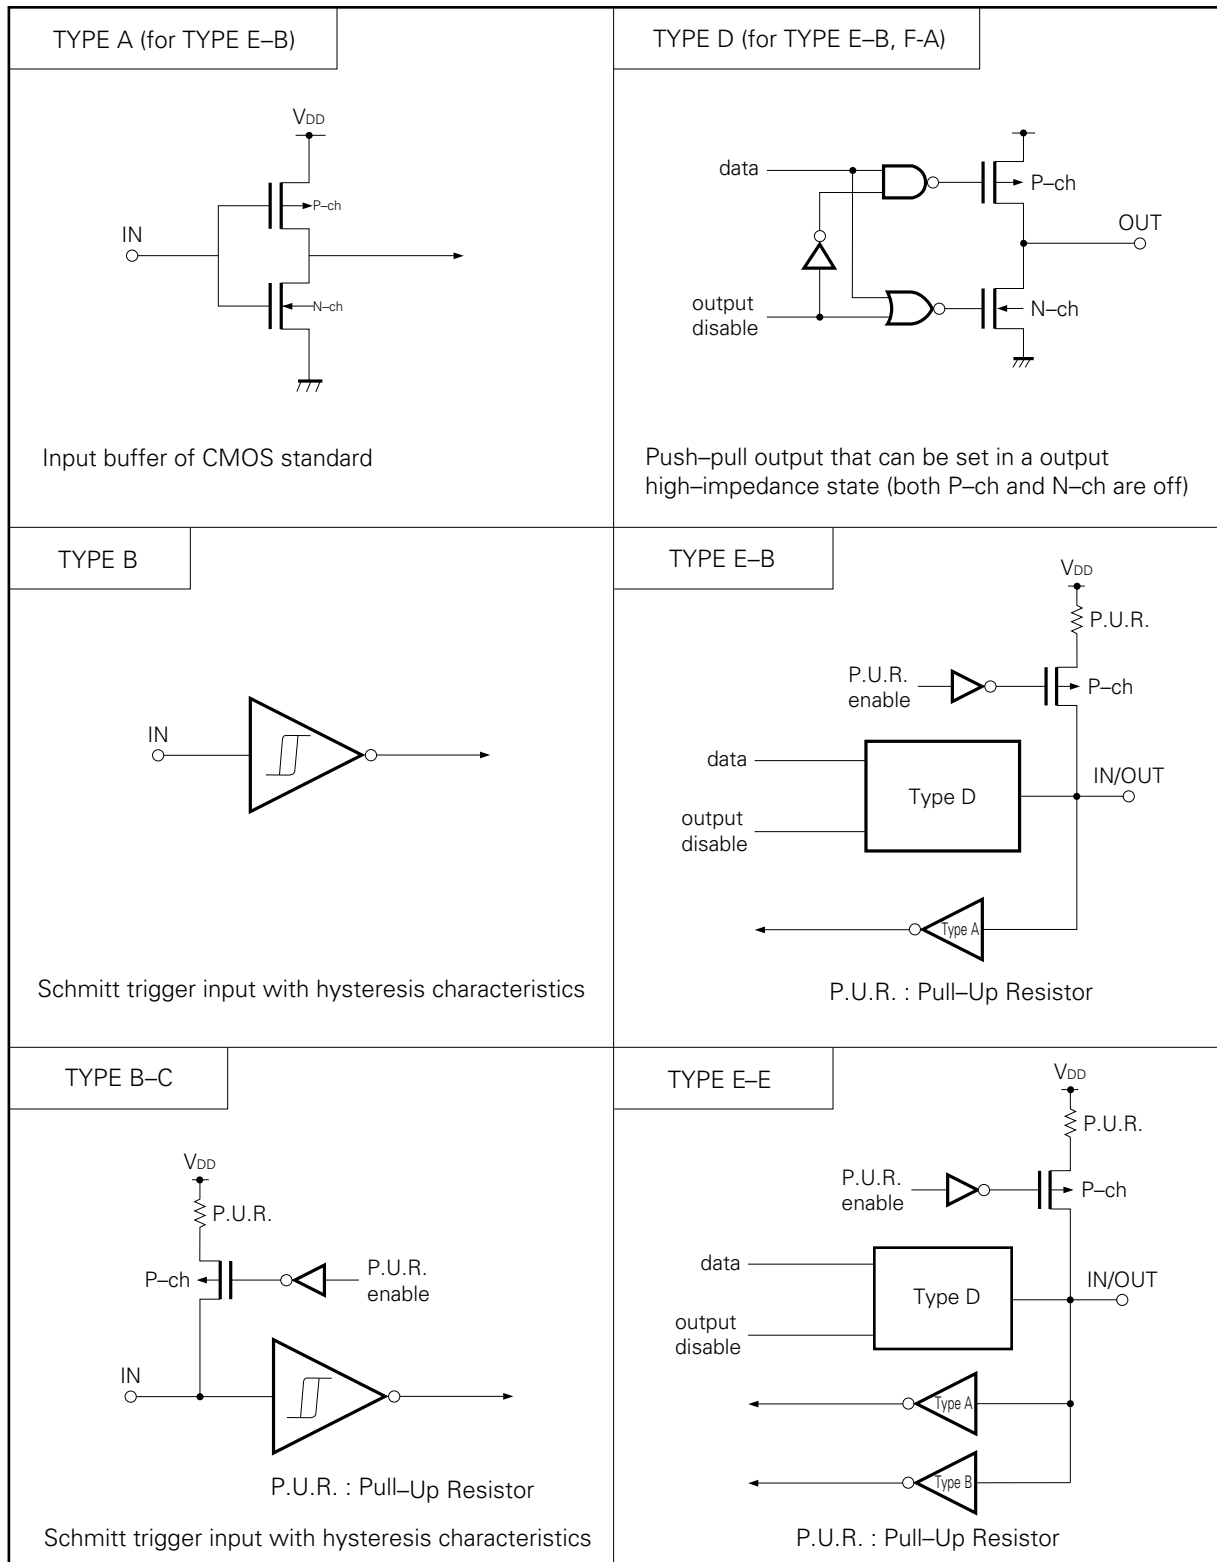 TYPE A (for TYPE E–B)
VDD
P–ch
IN
N–ch
Input buffer of CMOS standard
TYPE D (for TYPE E–B, F-A)
data
P–ch
OUT
output
disable
N–ch
Push–pull output that can be set in a output
high–impedance state (both P–ch and N–ch are off)
TYPE B
IN
Schmitt trigger input with hysteresis characteristics
TYPE E–B
VDD
P.U.R.
P.U.R.
enable
P–ch
data
Type D
IN/OUT
output
disable
Type A
P.U.R. : Pull–Up Resistor
TYPE B–C
VDD
P.U.R.
P–ch
P.U.R.
enable
IN
P.U.R. : Pull–Up Resistor
Schmitt trigger input with hysteresis characteristics
TYPE E–E
VDD
P.U.R.
P.U.R.
enable
P–ch
data
Type D
IN/OUT
output
disable
Type A
Type B
P.U.R. : Pull–Up Resistor